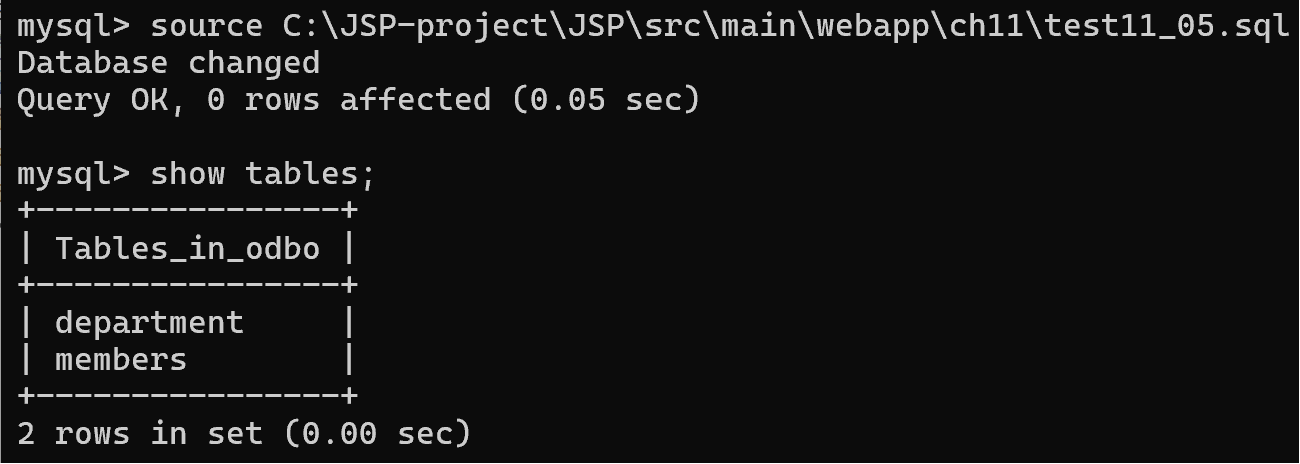 mysql> source C:\JSP-project\JSP\src\main\webapp\ch11\test11_05.sql
Database changed
Query OK, 0 rows affected (0.05 sec)

mysql> show tables;
+----------------+
| Tables_in_odbo |
+----------------+
| department     |
| members        |
+----------------+
2 rows in set (0.00 sec)